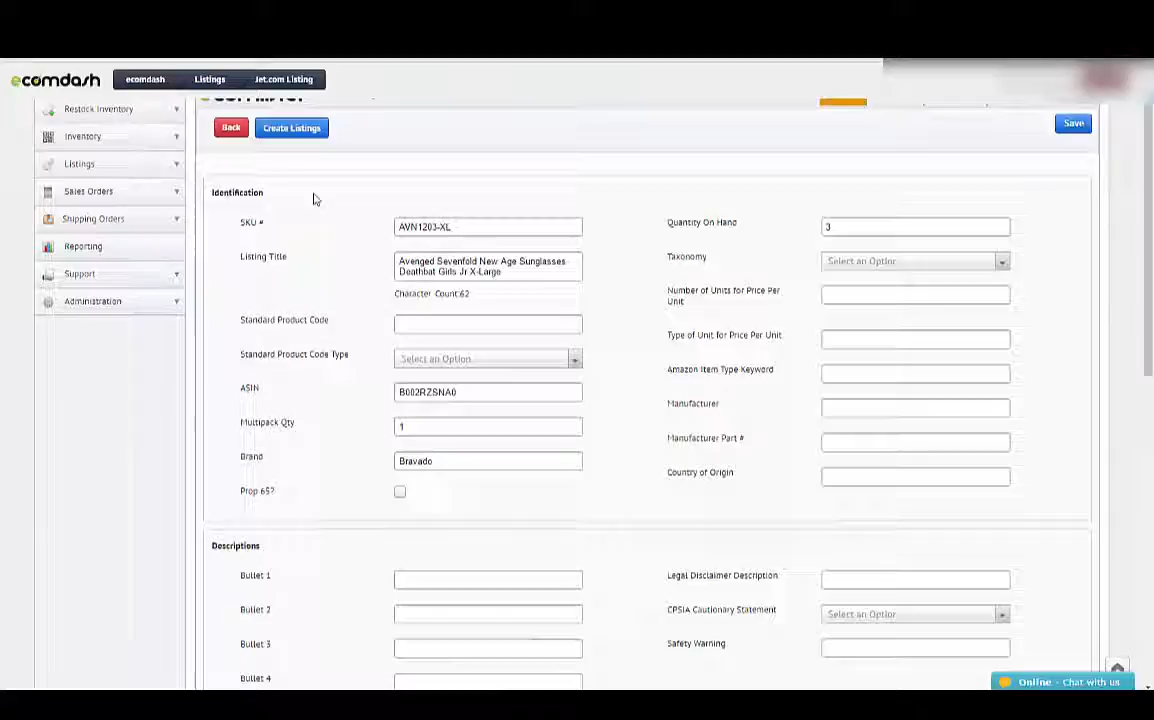 ecomdash
ecomdash Listings Jet.com Listing
Restock Inventory
Inventory
Listings
Sales Orders
Shipping Orders
Reporting
Support
Administration
Back
Create Listings
Save
Identification
SKU #
AVN1203-XL
Listing Title
Avenged Sevenfold New Age Sunglasses
Deathbat Girls Jr X-Large
Character Count:62
Standard Product Code
Standard Product Code Type
Select an Option
ASIN
B002RZSNA0
Multipack Qty
1
Brand
Bravado
Prop 65?
Quantity On Hand
3
Taxonomy
Select an Option
Number of Units for Price Per
Unit
Type of Unit for Price Per Unit
Amazon Item Type Keyword
Manufacturer
Manufacturer Part #
Country of Origin
Descriptions
Bullet 1
Bullet 2
Bullet 3
Bullet 4
Legal Disclaimer Description
CPSIA Cautionary Statement
Select an Option
Safety Warning
Online - Chat with us